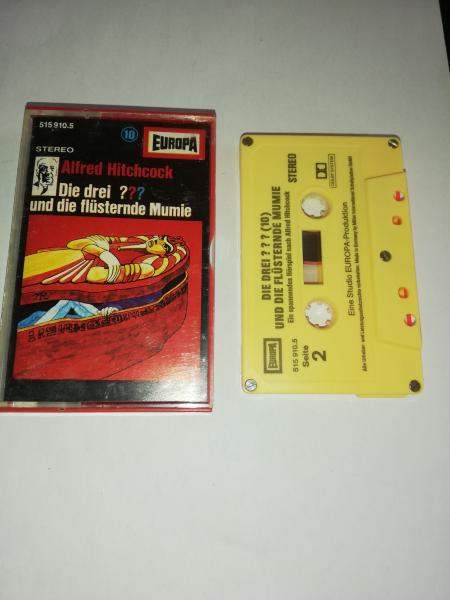 515 910.5
10
EUROPA
STEREO
Alfred Hitchcock
Die drei ???
und die flüsternde Mumie
DIE DREI ? ? ? (10)
UND DIE FLÜSTERNDE MUMIE
Ein spannendes Hörspiel nach Alfred Hitchcock
STEREO
DOLBY SYSTEM
EUROPA
515 910.5
Seite
2
Eine Studio EUROPA-Produktion